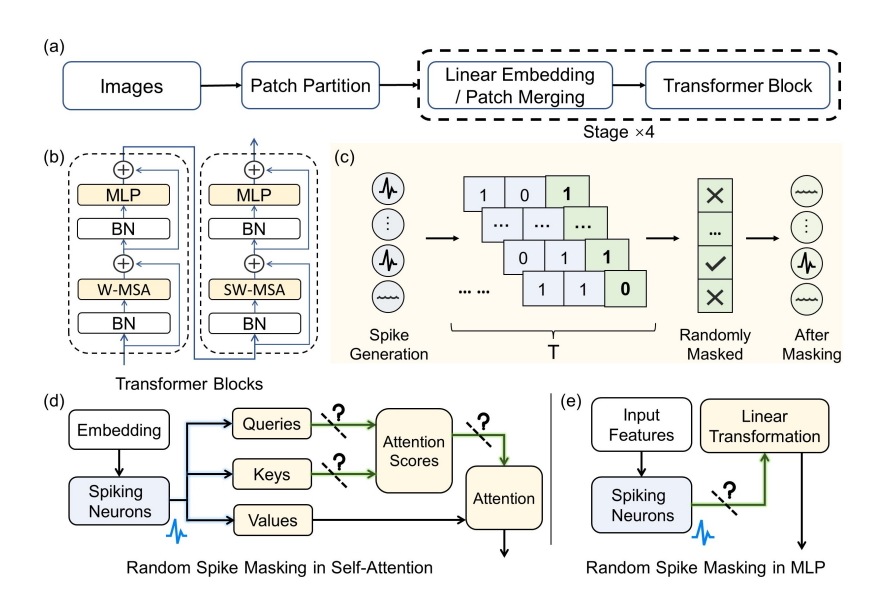 (a)
Images
Patch Partition
Linear Embedding
/ Patch Merging
Transformer Block
Stage ×4
(b)
MLP
BN
W-MSA
BN
MLP
BN
SW-MSA
BN
Transformer Blocks
(c)
1 0 1
... ... ...
0 1 1
... ... 1 1 0
T
...
Spike
Generation
Randomly
Masked
After
Masking
(d)
Embedding
Spiking
Neurons
Queries
Keys
Values
?
?
Attention
Scores
?
Attention
Random Spike Masking in Self-Attention
(e)
Input
Features
Spiking
Neurons
?
Linear
Transformation
Random Spike Masking in MLP